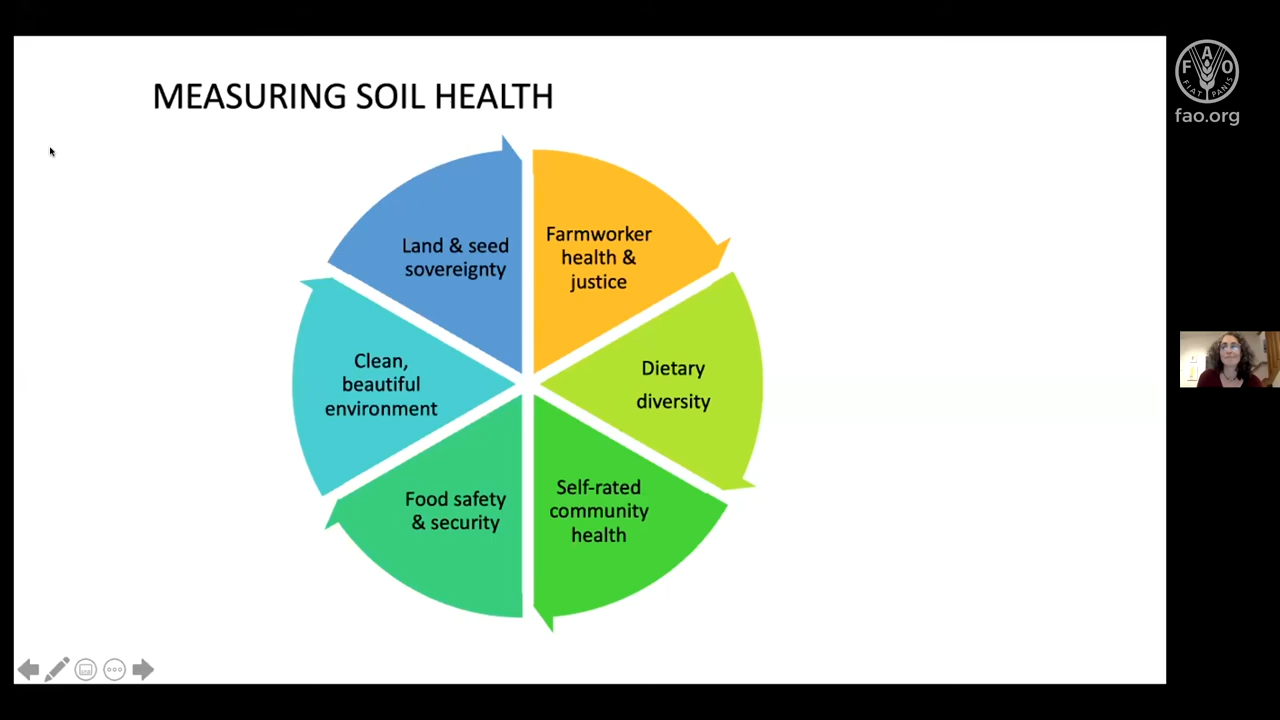 MEASURING SOIL HEALTH
Land & seed
sovereignty
Farmworker
health &
justice
Dietary
diversity
Self-rated
community
health
Food safety
& security
Clean,
beautiful
environment
F A O
FIAT PANIS
fao.org